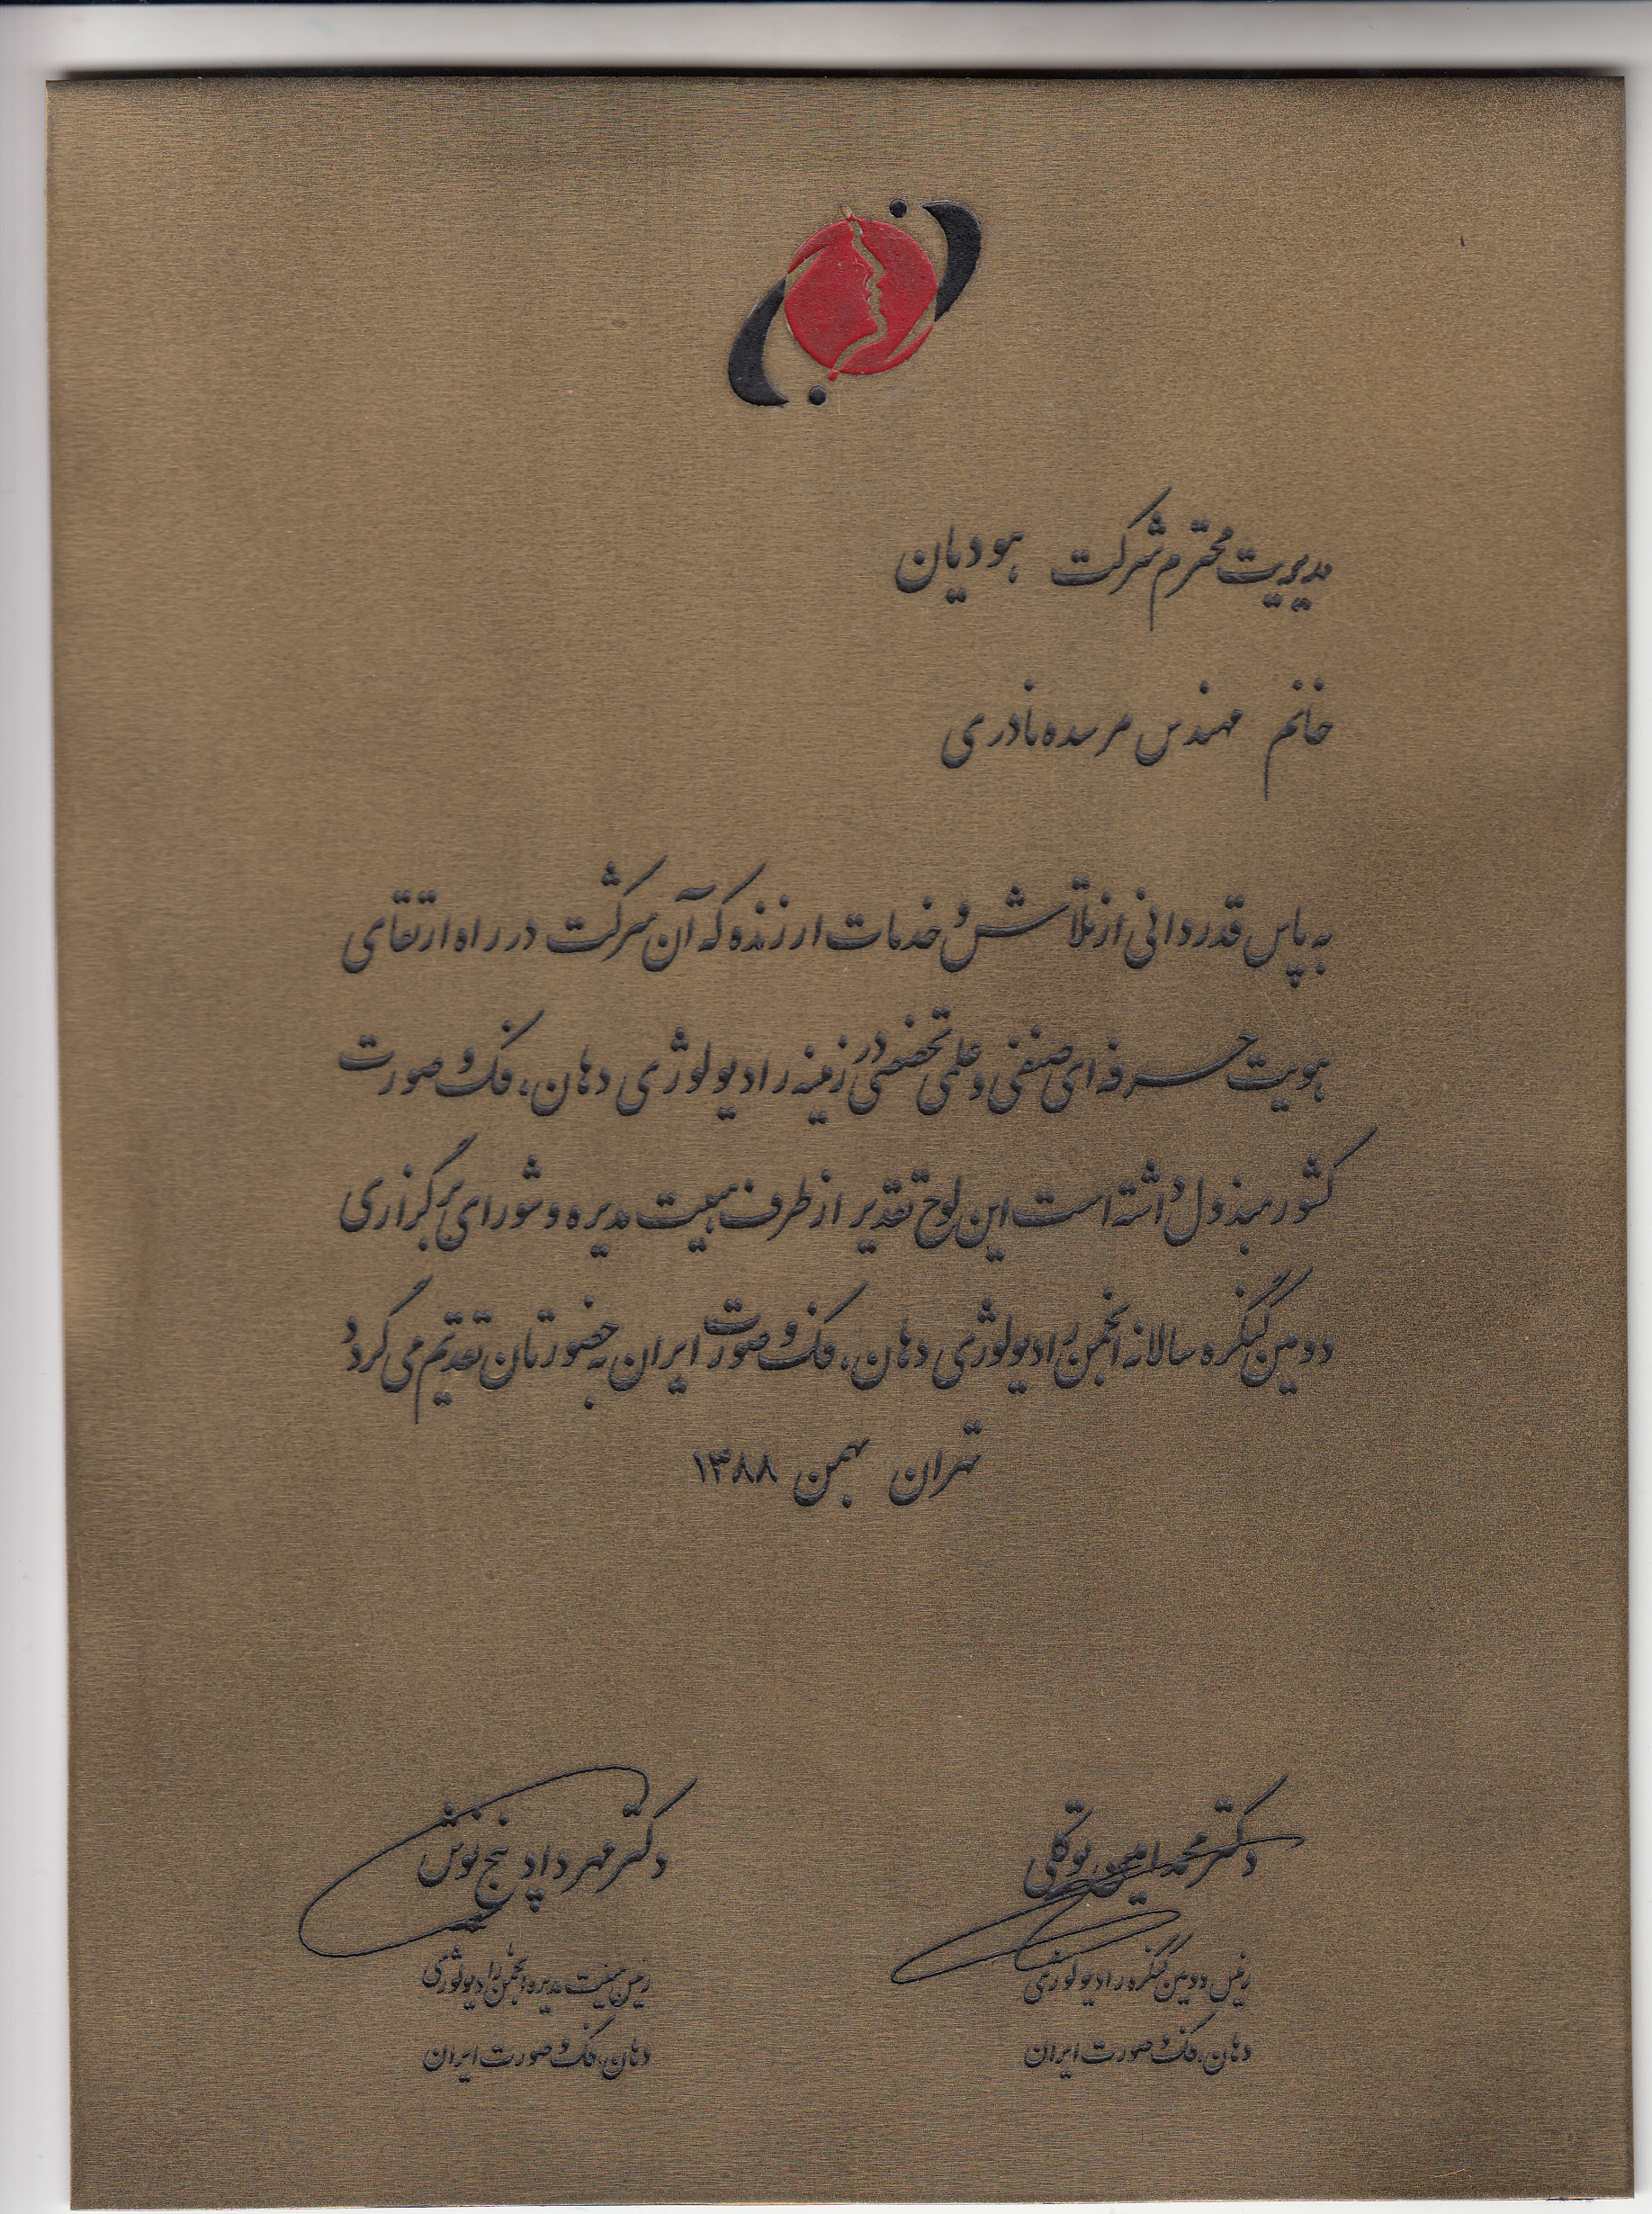 مدیریت محترم شرکت هودیان
خانم مهندس مرسده نادری
به پاس قدردانی از تلاش و خدمات ارزنده که آن شرکت در راه ارتقای
هویت حرفه ای صنفی و علمی تخصصی در زمینه رادیولوژی دهان، فک و صورت
کشور مبذول داشته است این لوح تقدیر از طرف هیئت مدیره و شورای برگزاری
دومین کنگره سالانه انجمن رادیولوژی دهان، فک و صورت ایران به حضورتان تقدیم می گردد
تهران بهمن ۱۳۸۸
دکتر محمد امین توکلی
رئیس دومین کنگره رادیولوژی
دهان، فک و صورت ایران
دکتر مهرداد پنج نوش
رئیس هیئت مدیره انجمن رادیولوژی
دهان، فک و صورت ایران